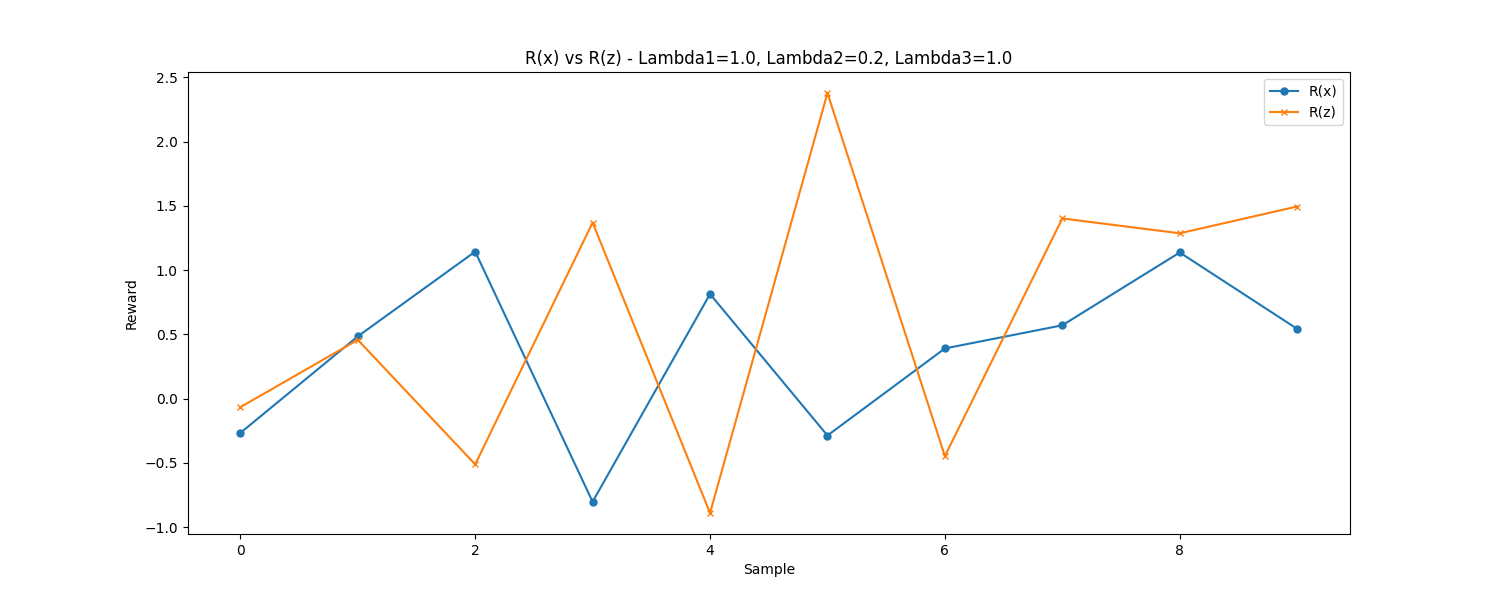 R(x) vs R(z) - Lambda1=1.0, Lambda2=0.2, Lambda3=1.0
R(x)
R(z)
2.5
2.0
1.5
1.0
0.5
0.0
−0.5
−1.0
Reward
0 2 4 6 8
Sample